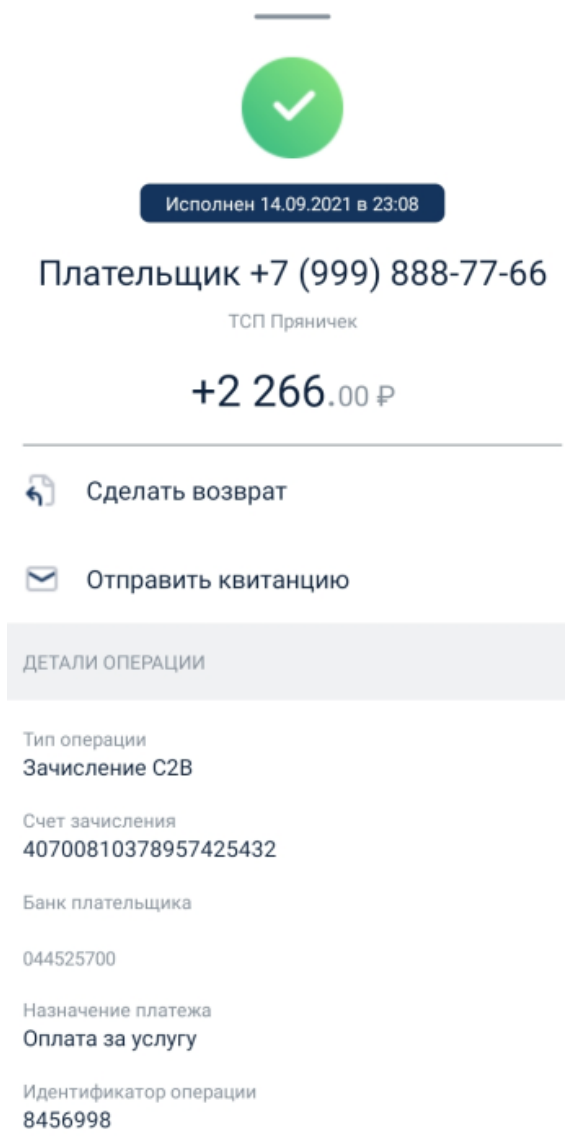 Исполнен 14.09.2021 в 23:08
Плательщик +7 (999) 888-77-66
ТСП Пряничек
+2 266.00 ₽
Сделать возврат
Отправить квитанцию
ДЕТАЛИ ОПЕРАЦИИ
Тип операции
Зачисление C2B
Счет зачисления
40700810378957425432
Банк плательщика
044525700
Назначение платежа
Оплата за услугу
Идентификатор операции
8456998